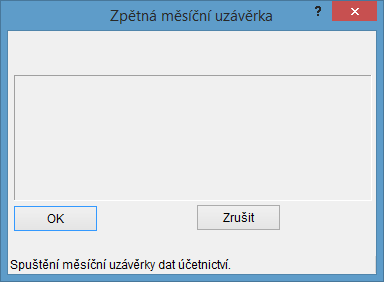 Zpětná měsíční uzávěrka
?
OK
Zrušit
Spuštění měsíční uzávěrky dat účetnictví.